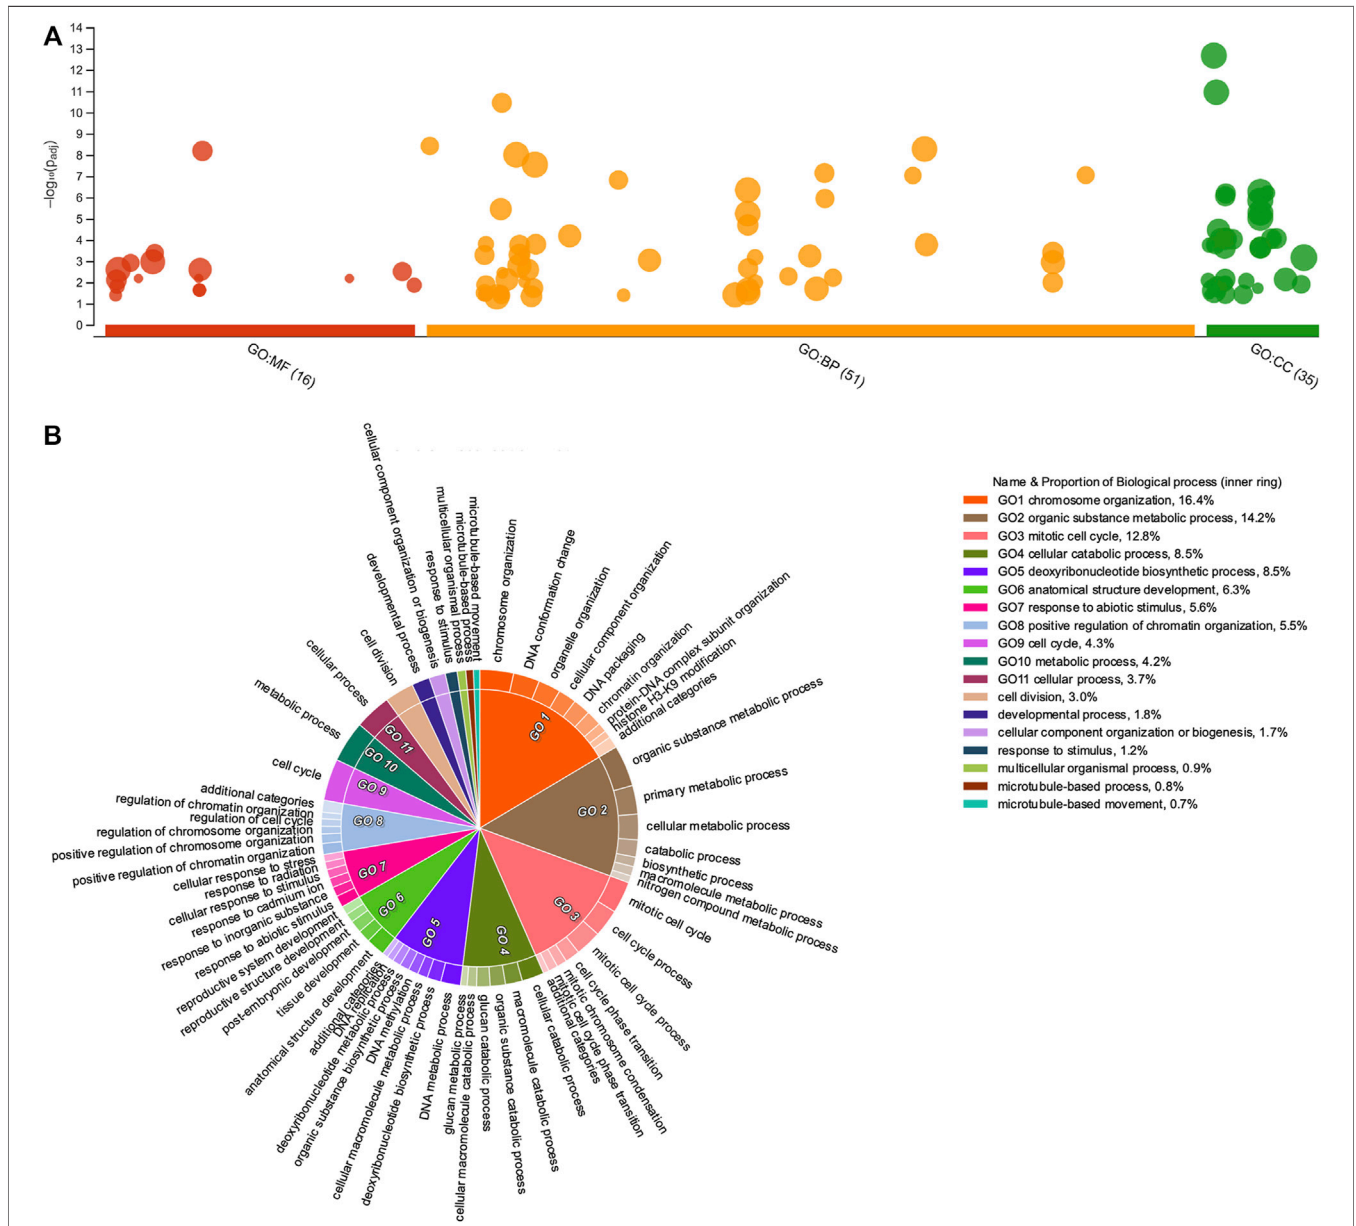 A
14
13
12
11
10
9
8
7
6
5
4
3
2
1
0
–log₁₀(padj)
GO:MF (16)
GO:BP (51)
GO:CC (35)
B
chromosome organization
DNA conformation change
organelle organization
cellular component organization
DNA packaging
chromatin organization
protein-DNA complex subunit organization
histone H3-K9 modification
additional categories
organic substance metabolic process
primary metabolic process
cellular metabolic process
catabolic process
biosynthetic process
macromolecule metabolic process
nitrogen compound metabolic process
mitotic cell cycle
cell cycle process
mitotic cell cycle process
cell cycle phase transition
mitotic chromosome condensation
mitotic cell cycle phase transition
additional categories
cellular catabolic process
macromolecule catabolic process
organic substance catabolic process
glucan catabolic process
cellular macromolecule catabolic process
glucan metabolic process
DNA metabolic process
deoxyribonucleotide biosynthetic process
cellular macromolecule metabolic process
DNA methylation
organic substance biosynthetic process
deoxyribonucleotide metabolic process
DNA replication
additional categories
anatomical structure development
tissue development
post-embryonic development
reproductive structure development
reproductive system development
response to abiotic stimulus
response to inorganic substance
response to cadmium ion
cellular response to stimulus
response to radiation
cellular response to stress
positive regulation of chromatin organization
positive regulation of chromosome organization
regulation of chromosome organization
regulation of cell cycle
regulation of chromatin organization
additional categories
cell cycle
metabolic process
cellular process
cell division
developmental process
cellular component organization or biogenesis
response to stimulus
multicellular organismal process
microtubule-based process
microtubule-based movement
GO 1
GO 2
GO 3
GO 4
GO 5
GO 6
GO 7
GO 8
GO 9
GO 10
GO 11
Name & Proportion of Biological process (inner ring)
GO1 chromosome organization, 16.4%
GO2 organic substance metabolic process, 14.2%
GO3 mitotic cell cycle, 12.8%
GO4 cellular catabolic process, 8.5%
GO5 deoxyribonucleotide biosynthetic process, 8.5%
GO6 anatomical structure development, 6.3%
GO7 response to abiotic stimulus, 5.6%
GO8 positive regulation of chromatin organization, 5.5%
GO9 cell cycle, 4.3%
GO10 metabolic process, 4.2%
GO11 cellular process, 3.7%
cell division, 3.0%
developmental process, 1.8%
cellular component organization or biogenesis, 1.7%
response to stimulus, 1.2%
multicellular organismal process, 0.9%
microtubule-based process, 0.8%
microtubule-based movement, 0.7%